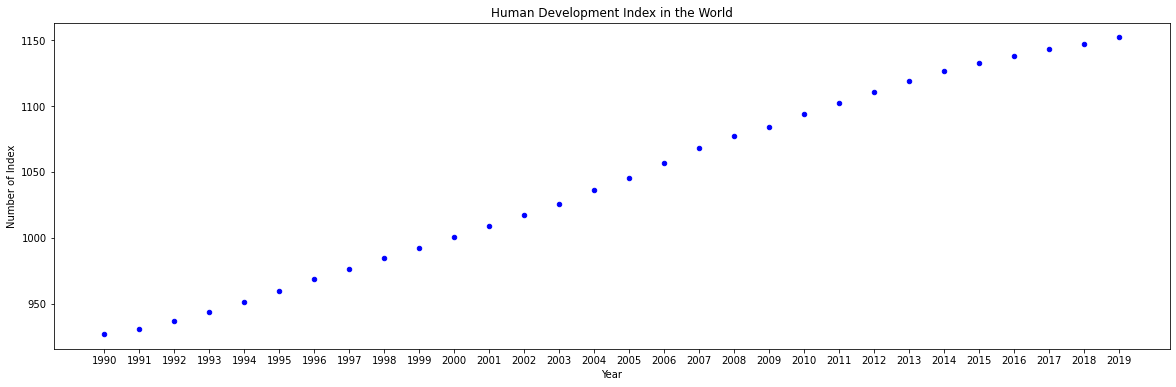 Human Development Index in the World
Number of Index
1150
1100
1050
1000
950
1990 1991 1992 1993 1994 1995 1996 1997 1998 1999 2000 2001 2002 2003 2004 2005 2006 2007 2008 2009 2010 2011 2012 2013 2014 2015 2016 2017 2018 2019
Year